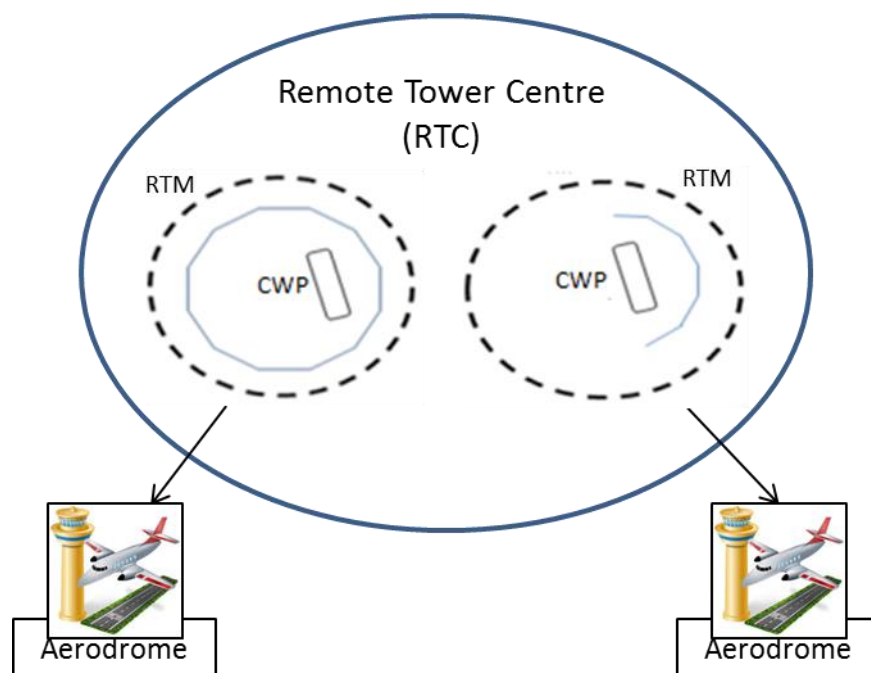 Remote Tower Centre
(RTC)
RTM
RTM
CWP
CWP
Aerodrome
Aerodrome